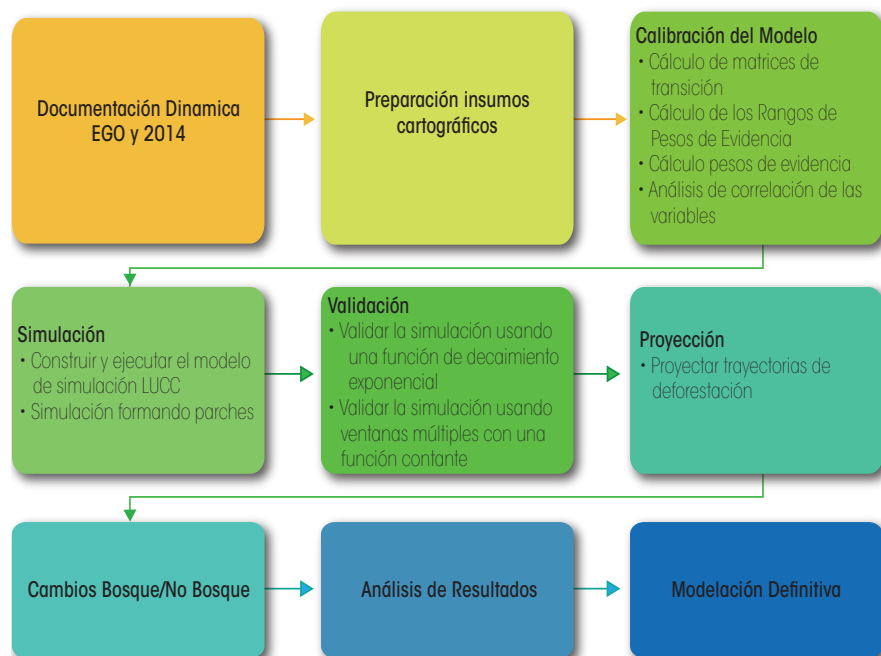 Documentación Dinamica
EGO y 2014
Preparación insumos
cartográficos
Calibración del Modelo
• Cálculo de matrices de
transición
• Cálculo de los Rangos de
Pesos de Evidencia
• Cálculo pesos de evidencia
• Análisis de correlación de las
variables
Simulación
• Construir y ejecutar el modelo
de simulación LUCC
• Simulación formando parches
Validación
• Validar la simulación usando
una función de decaimiento
exponencial
• Validar la simulación usando
ventanas múltiples con una
función contante
Proyección
• Proyectar trayectorias de
deforestación
Cambios Bosque/No Bosque
Análisis de Resultados
Modelación Definitiva